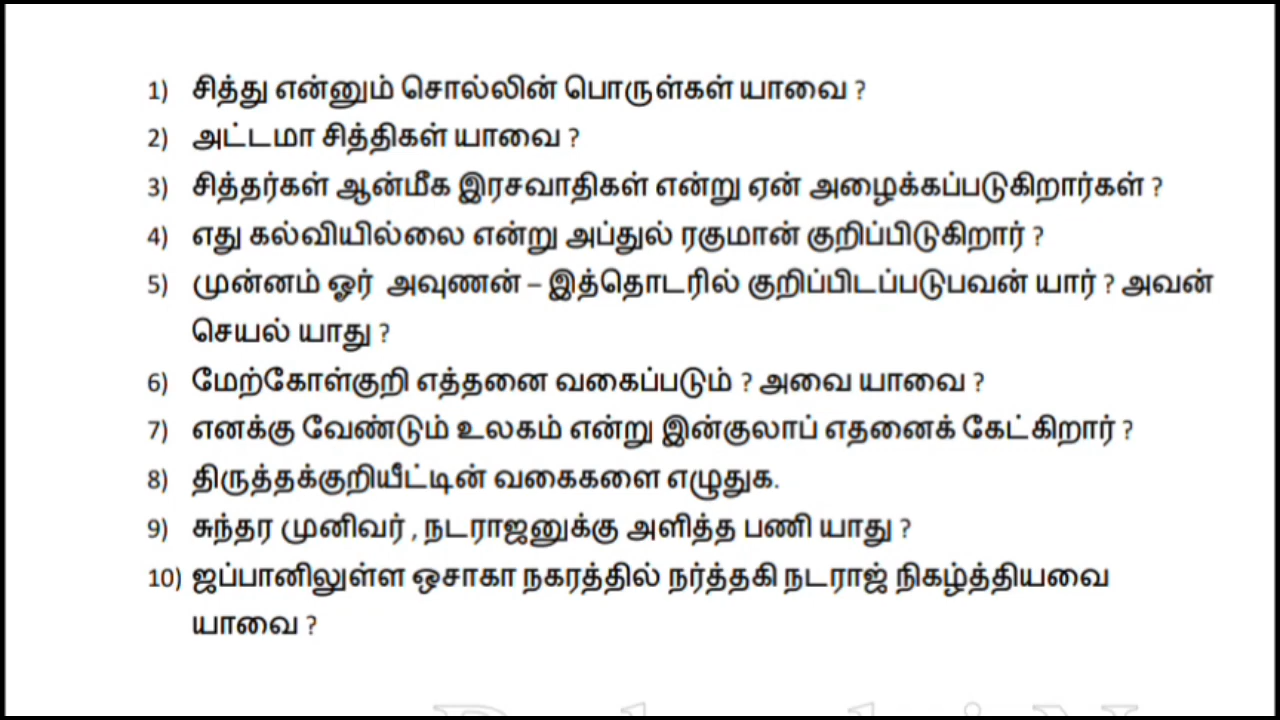 1) சித்து என்னும் சொல்லின் பொருள்கள் யாவை ?
2) அட்டமா சித்திகள் யாவை ?
3) சித்தர்கள் ஆன்மீக இரசவாதிகள் என்று ஏன் அழைக்கப்படுகிறார்கள் ?
4) எது கல்வியில்லை என்று அப்துல் ரகுமான் குறிப்பிடுகிறார் ?
5) முன்னம் ஓர் அவுணன் – இத்தொடரில் குறிப்பிடப்படுபவன் யார் ? அவன்
செயல் யாது ?
6) மேற்கோள்குறி எத்தனை வகைப்படும் ? அவை யாவை ?
7) எனக்கு வேண்டும் உலகம் என்று இன்குலாப் எதனைக் கேட்கிறார் ?
8) திருத்தக்குறியீட்டின் வகைகளை எழுதுக.
9) சுந்தர முனிவர் , நடராஜனுக்கு அளித்த பணி யாது ?
10) ஜப்பானிலுள்ள ஒசாகா நகரத்தில் நர்த்தகி நடராஜ் நிகழ்த்தியவை
யாவை ?